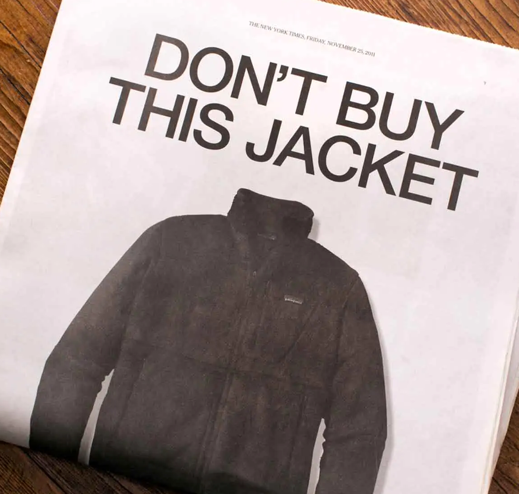 THE NEW YORK TIMES, FRIDAY, NOVEMBER 25, 2011
DON'T BUY
THIS JACKET